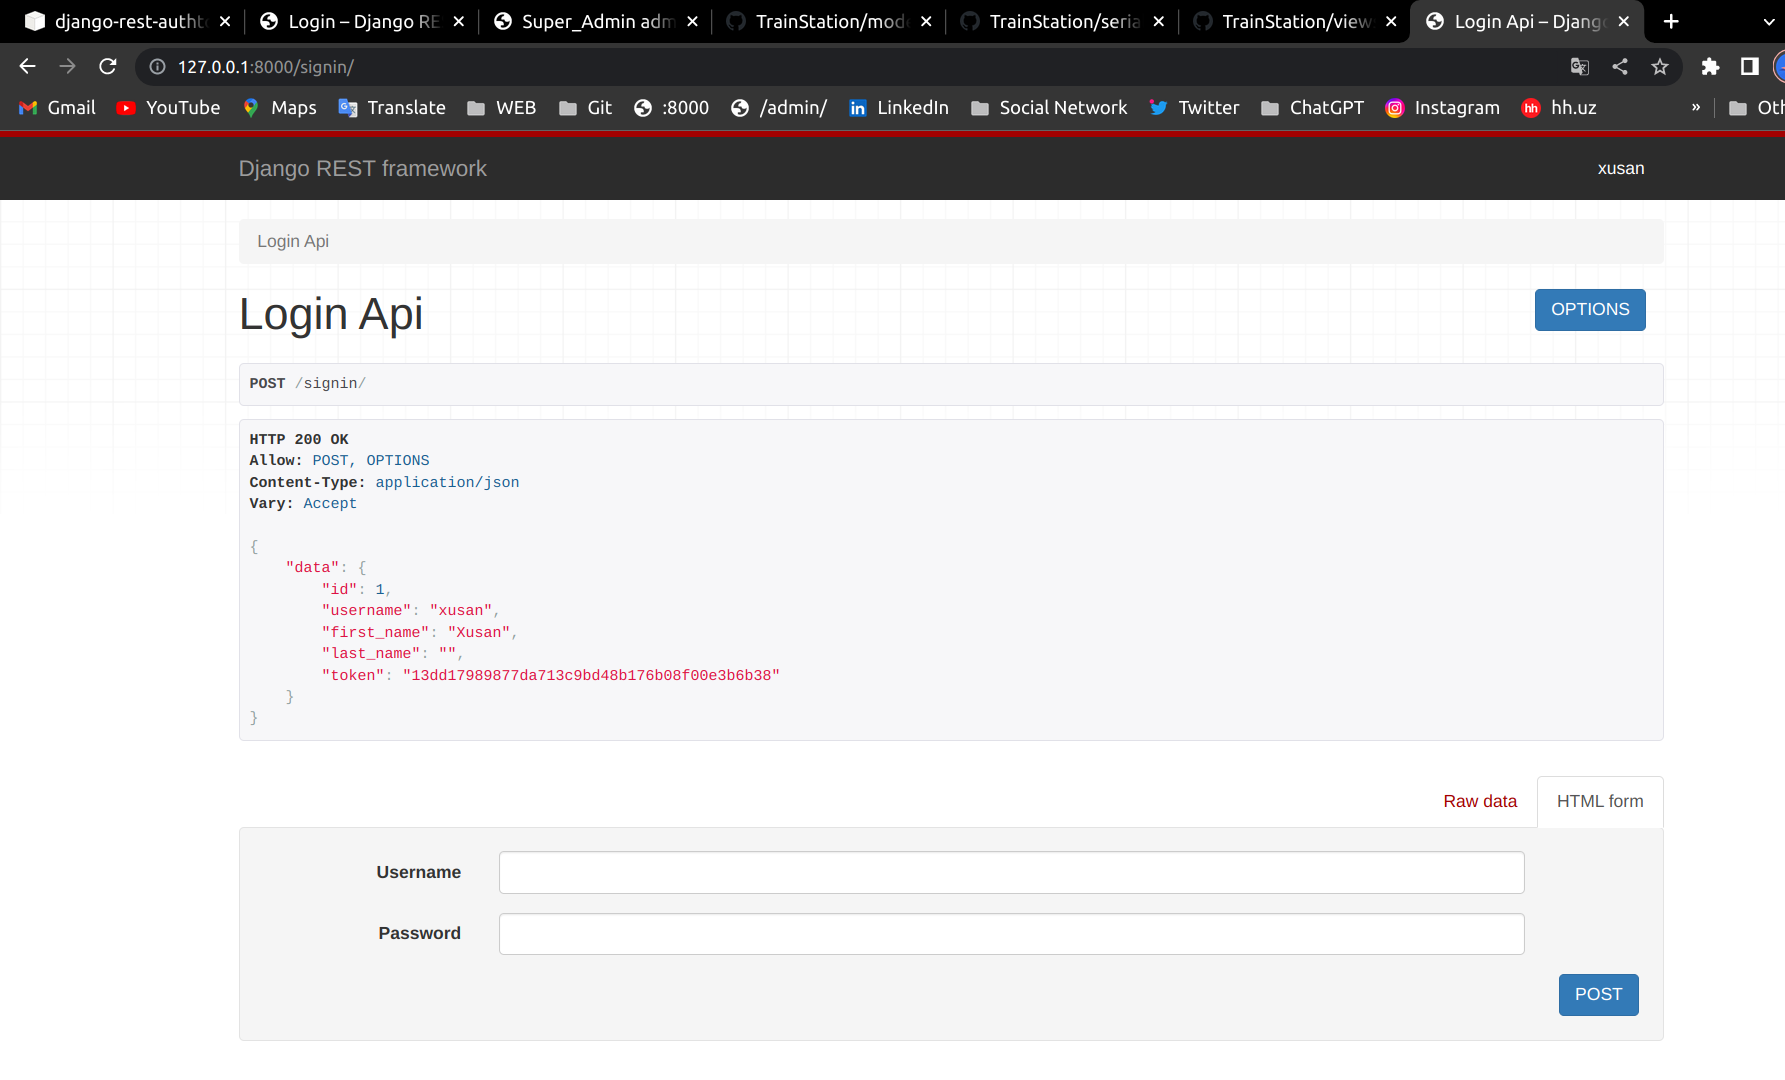 django-rest-autht
Login – Django RE
Super_Admin adm
TrainStation/mode
TrainStation/seria
TrainStation/view
Login Api – Django
127.0.0.1:8000/signin/
Gmail YouTube Maps Translate WEB Git :8000 /admin/ LinkedIn Social Network Twitter ChatGPT Instagram hh hh.uz » Oth
Django REST framework xusan
Login Api
Login Api OPTIONS
POST /signin/
HTTP 200 OK
Allow: POST, OPTIONS
Content-Type: application/json
Vary: Accept
{
"data": {
"id": 1,
"username": "xusan",
"first_name": "Xusan",
"last_name": "",
"token": "13dd17989877da713c9bd48b176b08f00e3b6b38"
}
}
Raw data HTML form
Username
Password
POST